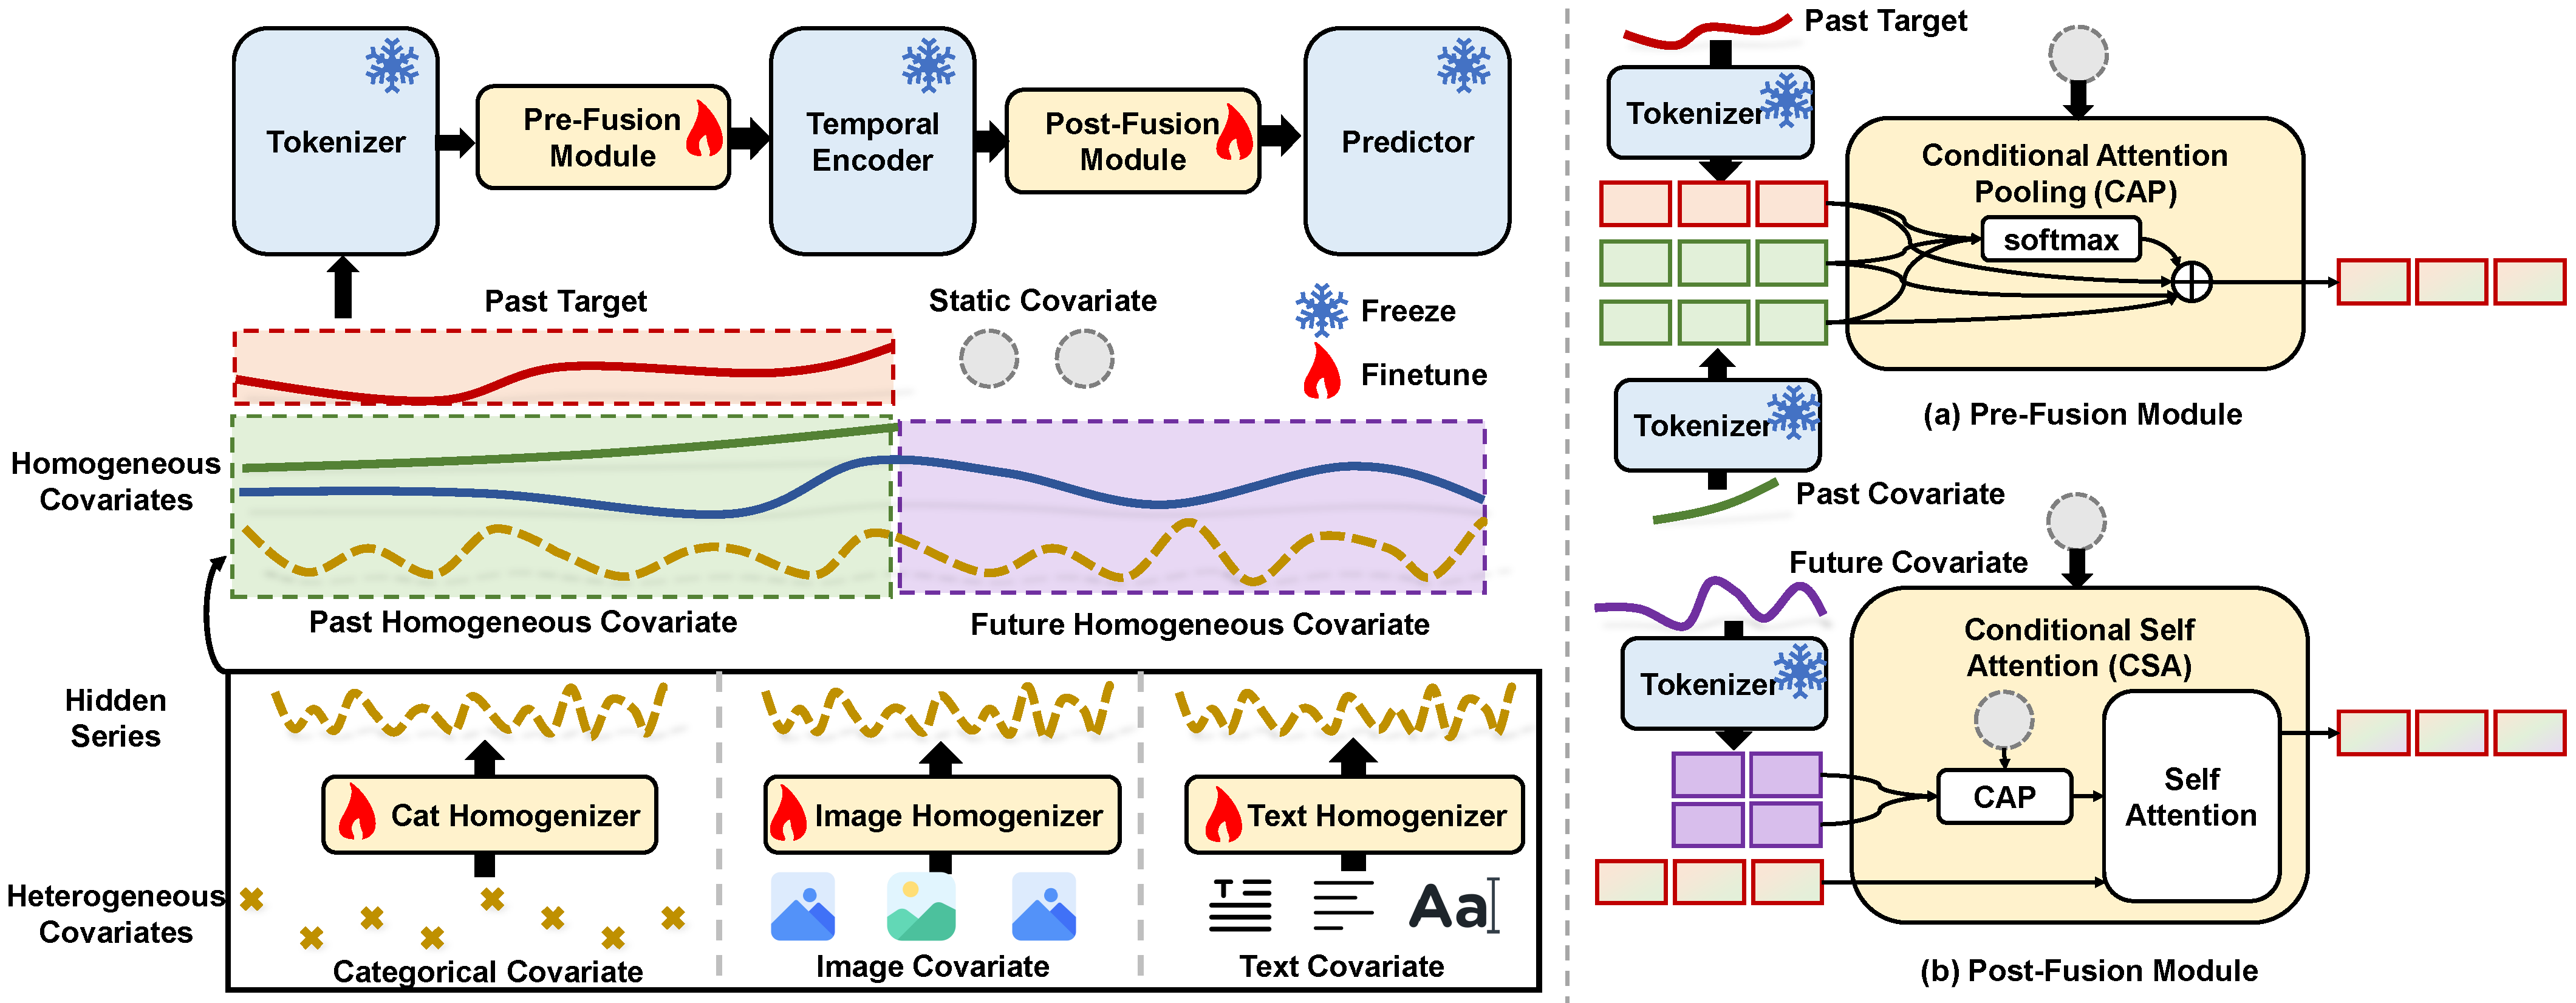 Tokenizer
Pre-Fusion
Module
Temporal
Encoder
Post-Fusion
Module
Predictor
Past Target
Static Covariate
Freeze
Finetune
Homogeneous
Covariates
Past Homogeneous Covariate
Future Homogeneous Covariate
Hidden
Series
Cat Homogenizer
Image Homogenizer
Text Homogenizer
Heterogeneous
Covariates
T
Aa
Categorical Covariate
Image Covariate
Text Covariate
Past Target
Tokenizer
Conditional Attention
Pooling (CAP)
softmax
Tokenizer
(a) Pre-Fusion Module
Past Covariate
Future Covariate
Tokenizer
Conditional Self
Attention (CSA)
CAP
Self
Attention
(b) Post-Fusion Module